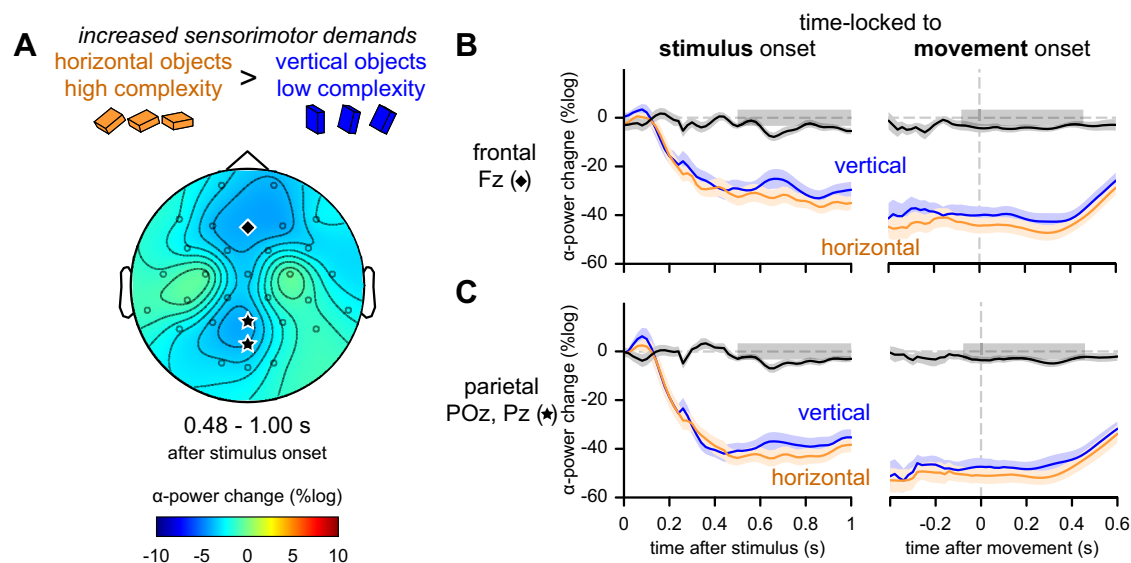 A
increased sensorimotor demands
horizontal objects
high complexity
>
vertical objects
low complexity
0.48 - 1.00 s
after stimulus onset
α-power change (%log)
-10 -5 0 5 10
time-locked to
B
stimulus onset
movement onset
frontal
Fz (◆)
α-power chagne (%log)
0
-20
-40
-60
vertical
horizontal
C
parietal
POz, Pz (★)
α-power change (%log)
0
-20
-40
-60
vertical
horizontal
0 0.2 0.4 0.6 0.8 1
time after stimulus (s)
-0.2 0 0.2 0.4 0.6
time after movement (s)